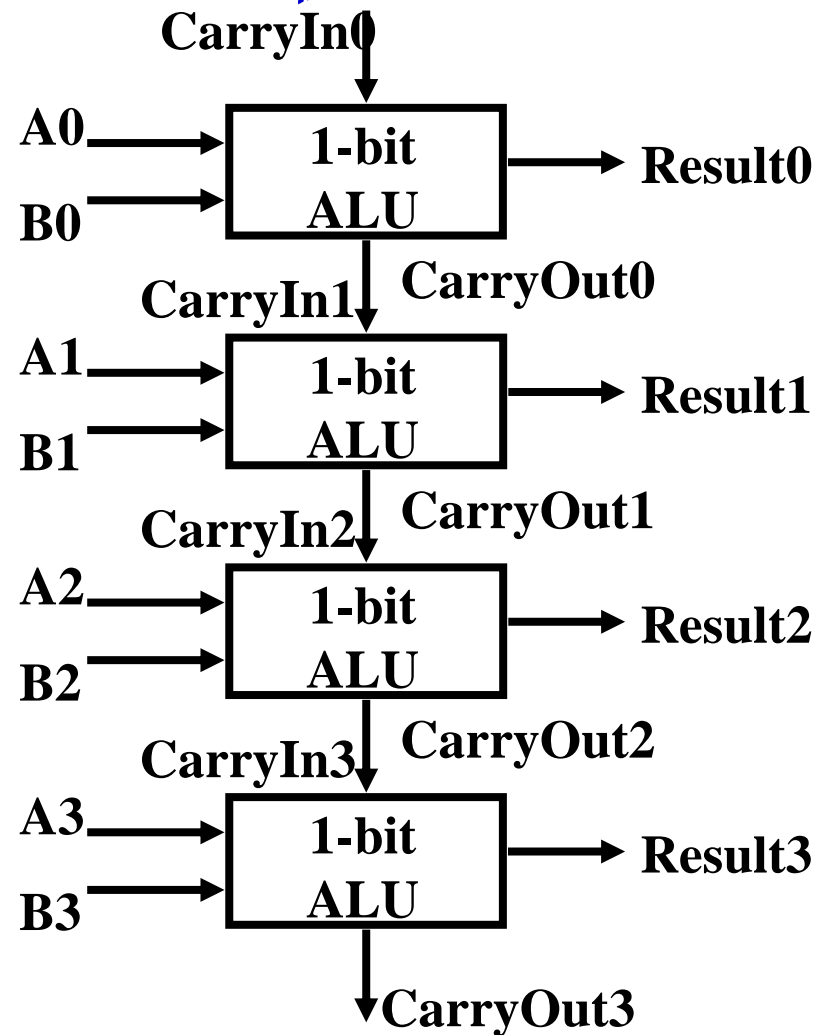 CarryIn0
A0
1-bit
Result0
B0
ALU
CarryIn1
CarryOut0
A1
1-bit
Result1
B1
ALU
CarryIn2
CarryOut1
A2
1-bit
Result2
B2
ALU
CarryIn3
CarryOut2
A3
1-bit
Result3
B3
ALU
CarryOut3